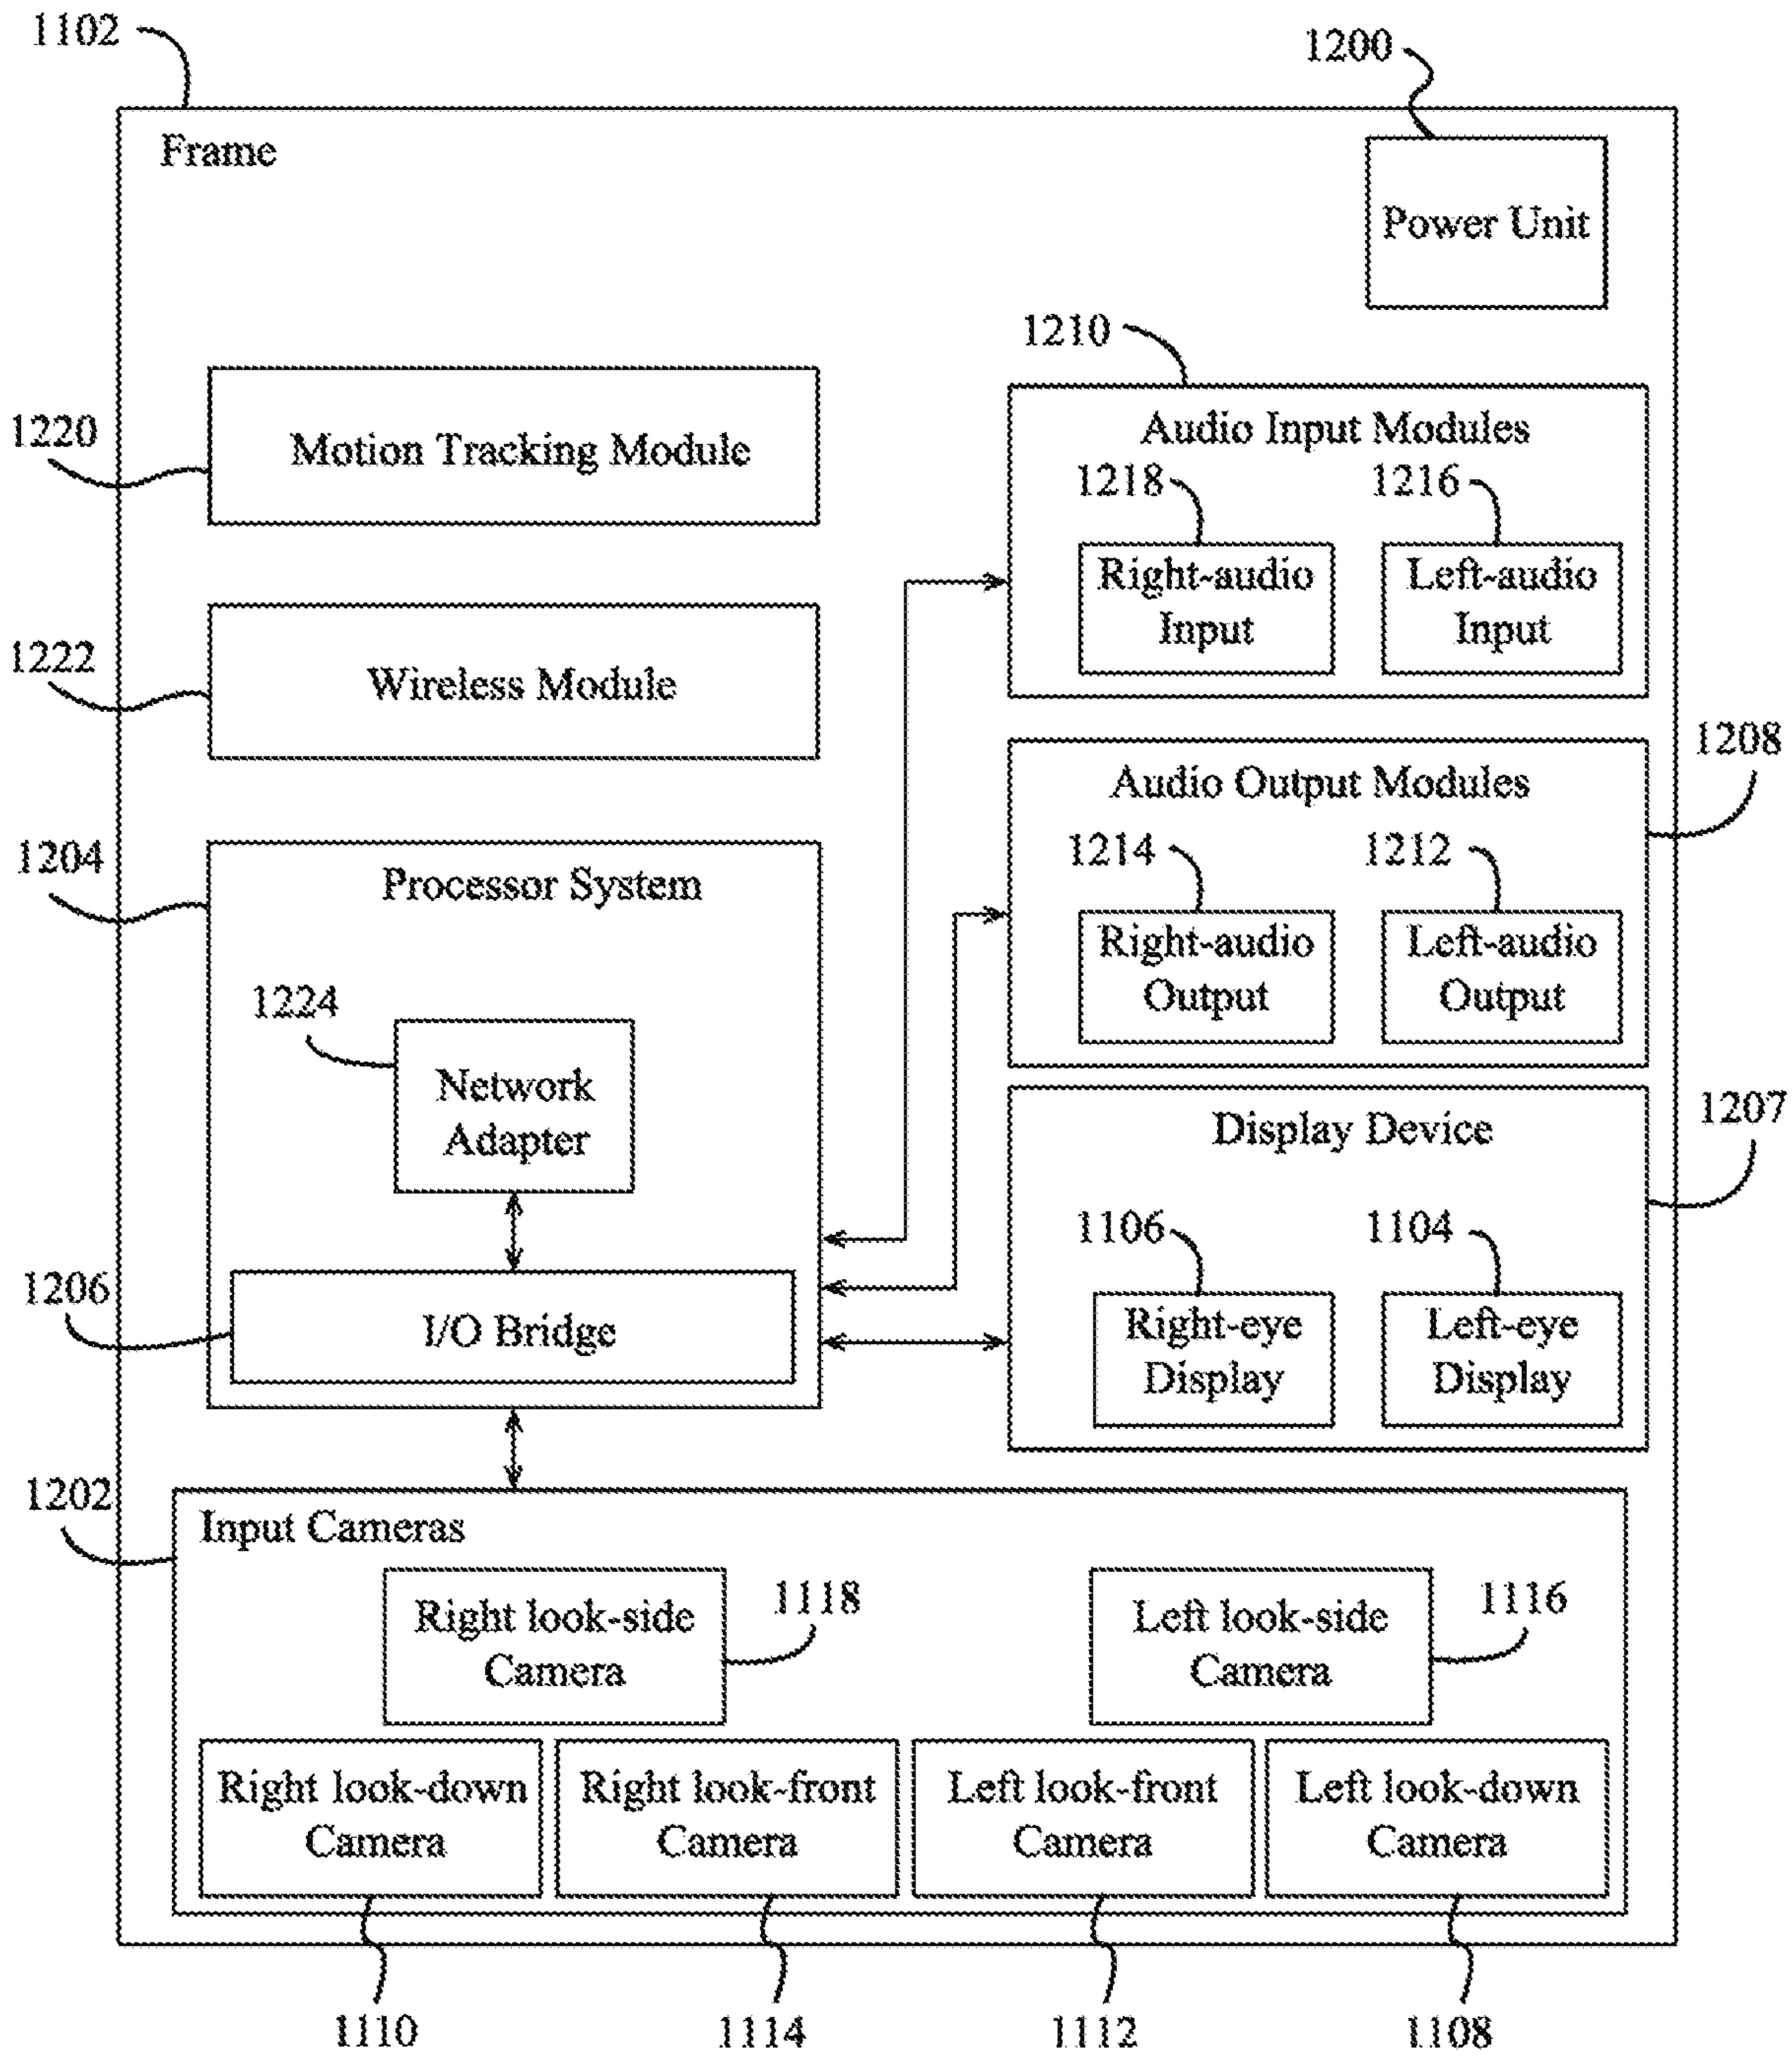 1102
1200
Frame
Power Unit
1210
1220
Motion Tracking Module
Audio Input Modules
1218
1216
Right-audio
Input
Left-audio
Input
1222
Wireless Module
1208
Audio Output Modules
1214
1212
Right-audio
Output
Left-audio
Output
1204
Processor System
1224
Network
Adapter
1207
Display Device
1106
1104
Right-eye
Display
Left-eye
Display
1206
I/O Bridge
1202
Input Cameras
Right look-side
Camera
1118
Left look-side
Camera
1116
Right look-down
Camera
Right look-front
Camera
Left look-front
Camera
Left look-down
Camera
1110
1114
1112
1108